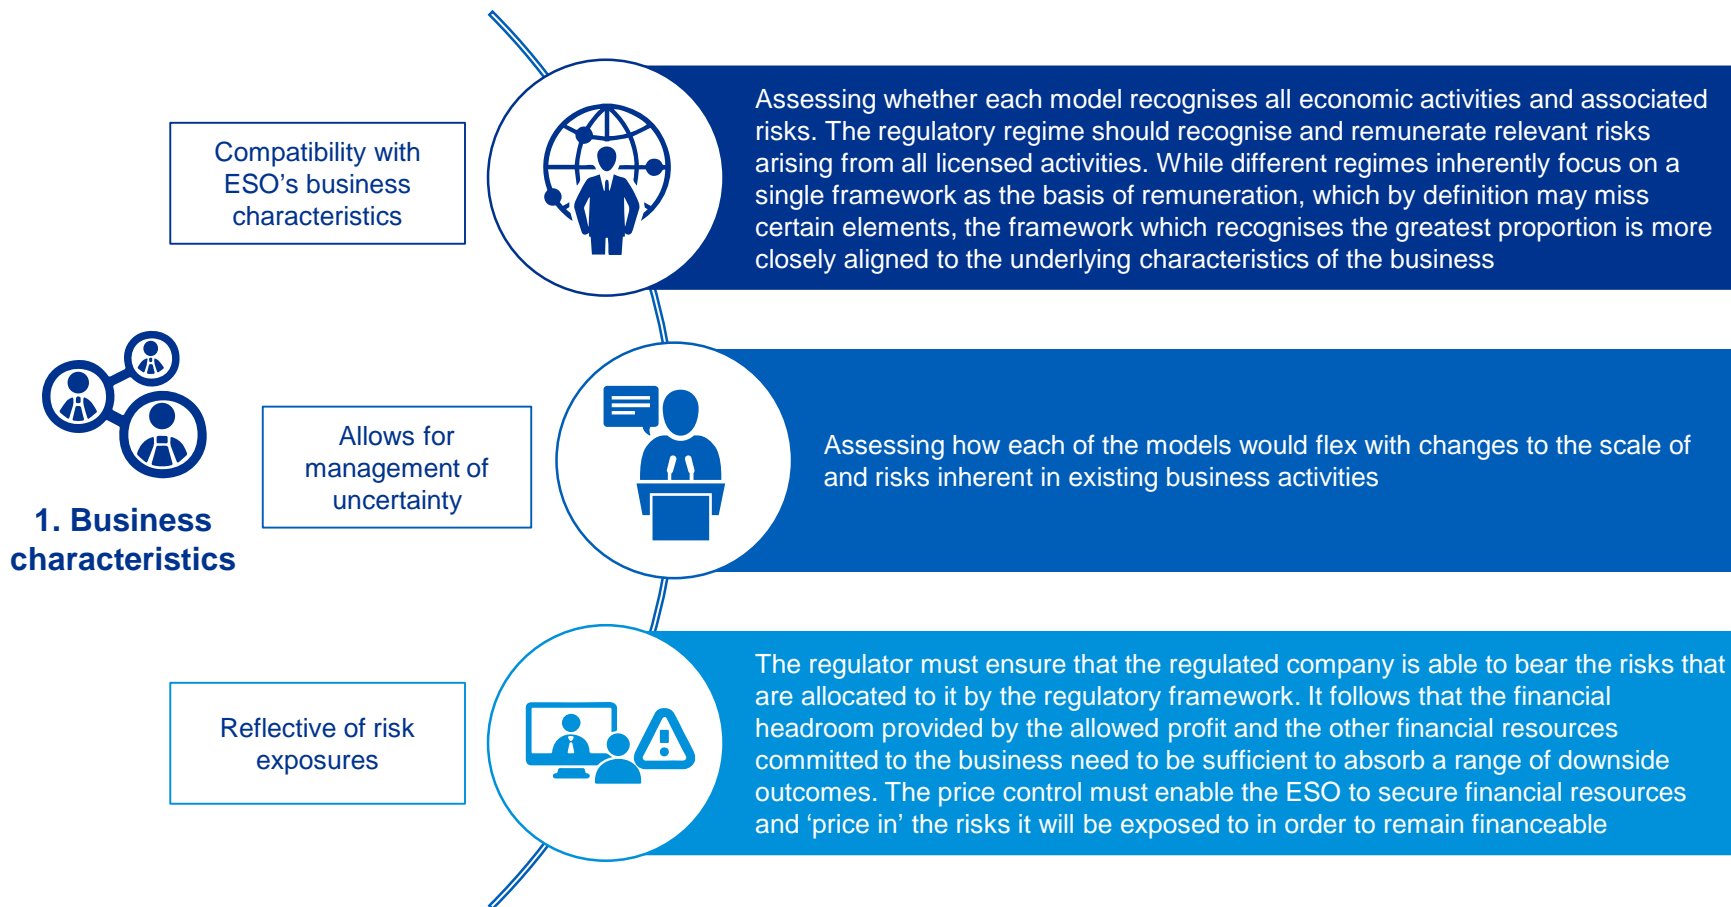 1. Business
characteristics
Compatibility with
ESO's business
characteristics
Assessing whether each model recognises all economic activities and associated
risks. The regulatory regime should recognise and remunerate relevant risks
arising from all licensed activities. While different regimes inherently focus on a
single framework as the basis of remuneration, which by definition may miss
certain elements, the framework which recognises the greatest proportion is more
closely aligned to the underlying characteristics of the business
Allows for
management of
uncertainty
Assessing how each of the models would flex with changes to the scale of
and risks inherent in existing business activities
Reflective of risk
exposures
The regulator must ensure that the regulated company is able to bear the risks that
are allocated to it by the regulatory framework. It follows that the financial
headroom provided by the allowed profit and the other financial resources
committed to the business need to be sufficient to absorb a range of downside
outcomes. The price control must enable the ESO to secure financial resources
and ‘price in’ the risks it will be exposed to in order to remain financeable